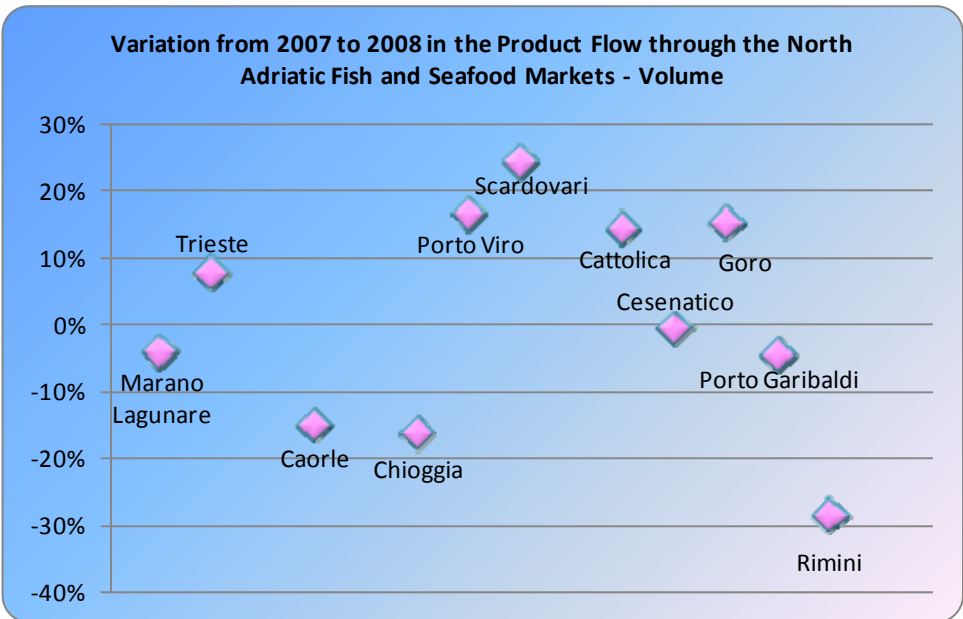 Variation from 2007 to 2008 in the Product Flow through the North
Adriatic Fish and Seafood Markets - Volume
30%
20%
10%
0%
-10%
-20%
-30%
-40%
Scardovari
Trieste
Porto Viro
Cattolica
Goro
Cesenatico
Marano
Lagunare
Porto Garibaldi
Caorle
Chioggia
Rimini